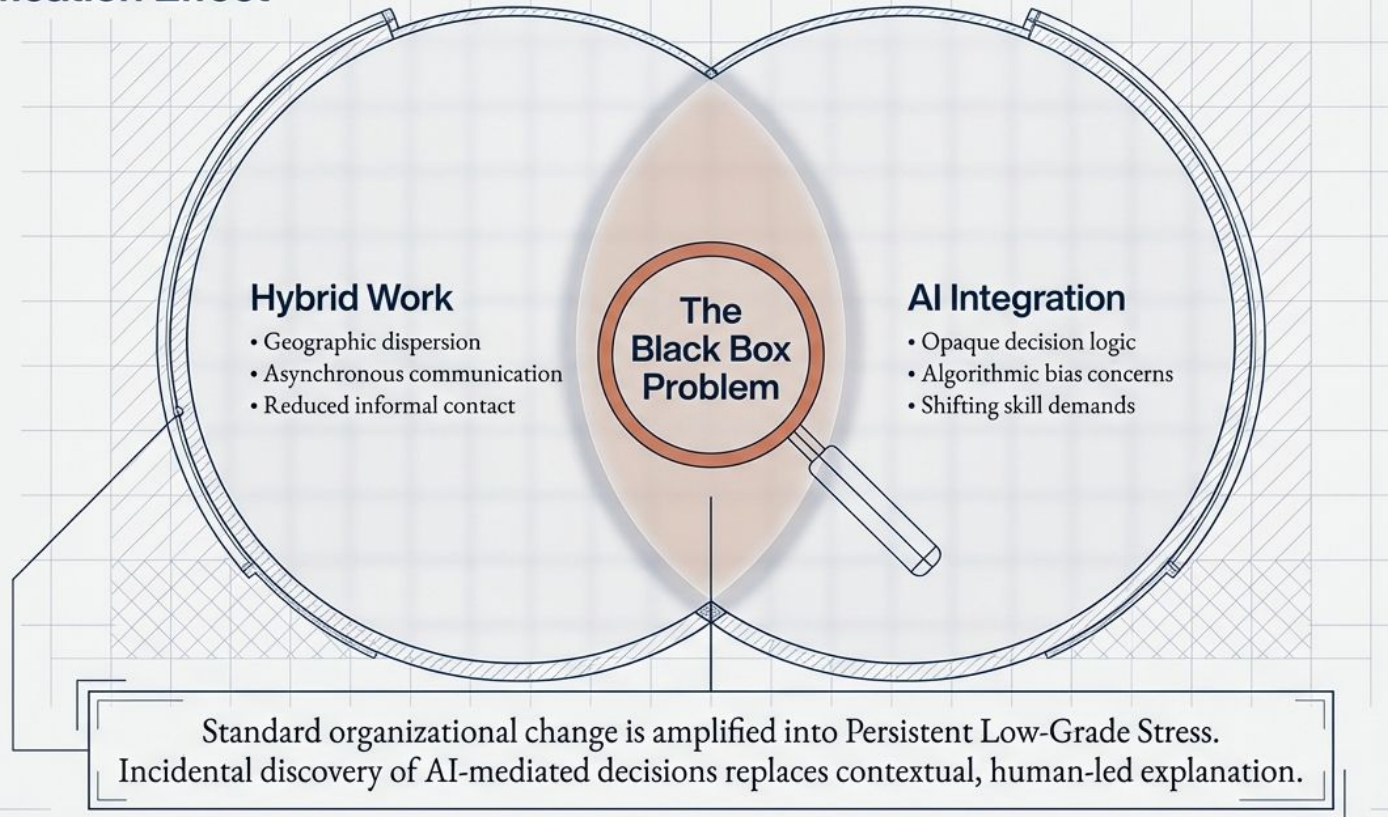 Effect
Hybrid Work
• Geographic dispersion
• Asynchronous communication
• Reduced informal contact
The
Black Box
Problem
AI Integration
• Opaque decision logic
• Algorithmic bias concerns
• Shifting skill demands
Standard organizational change is amplified into Persistent Low-Grade Stress.
Incidental discovery of AI-mediated decisions replaces contextual, human-led explanation.